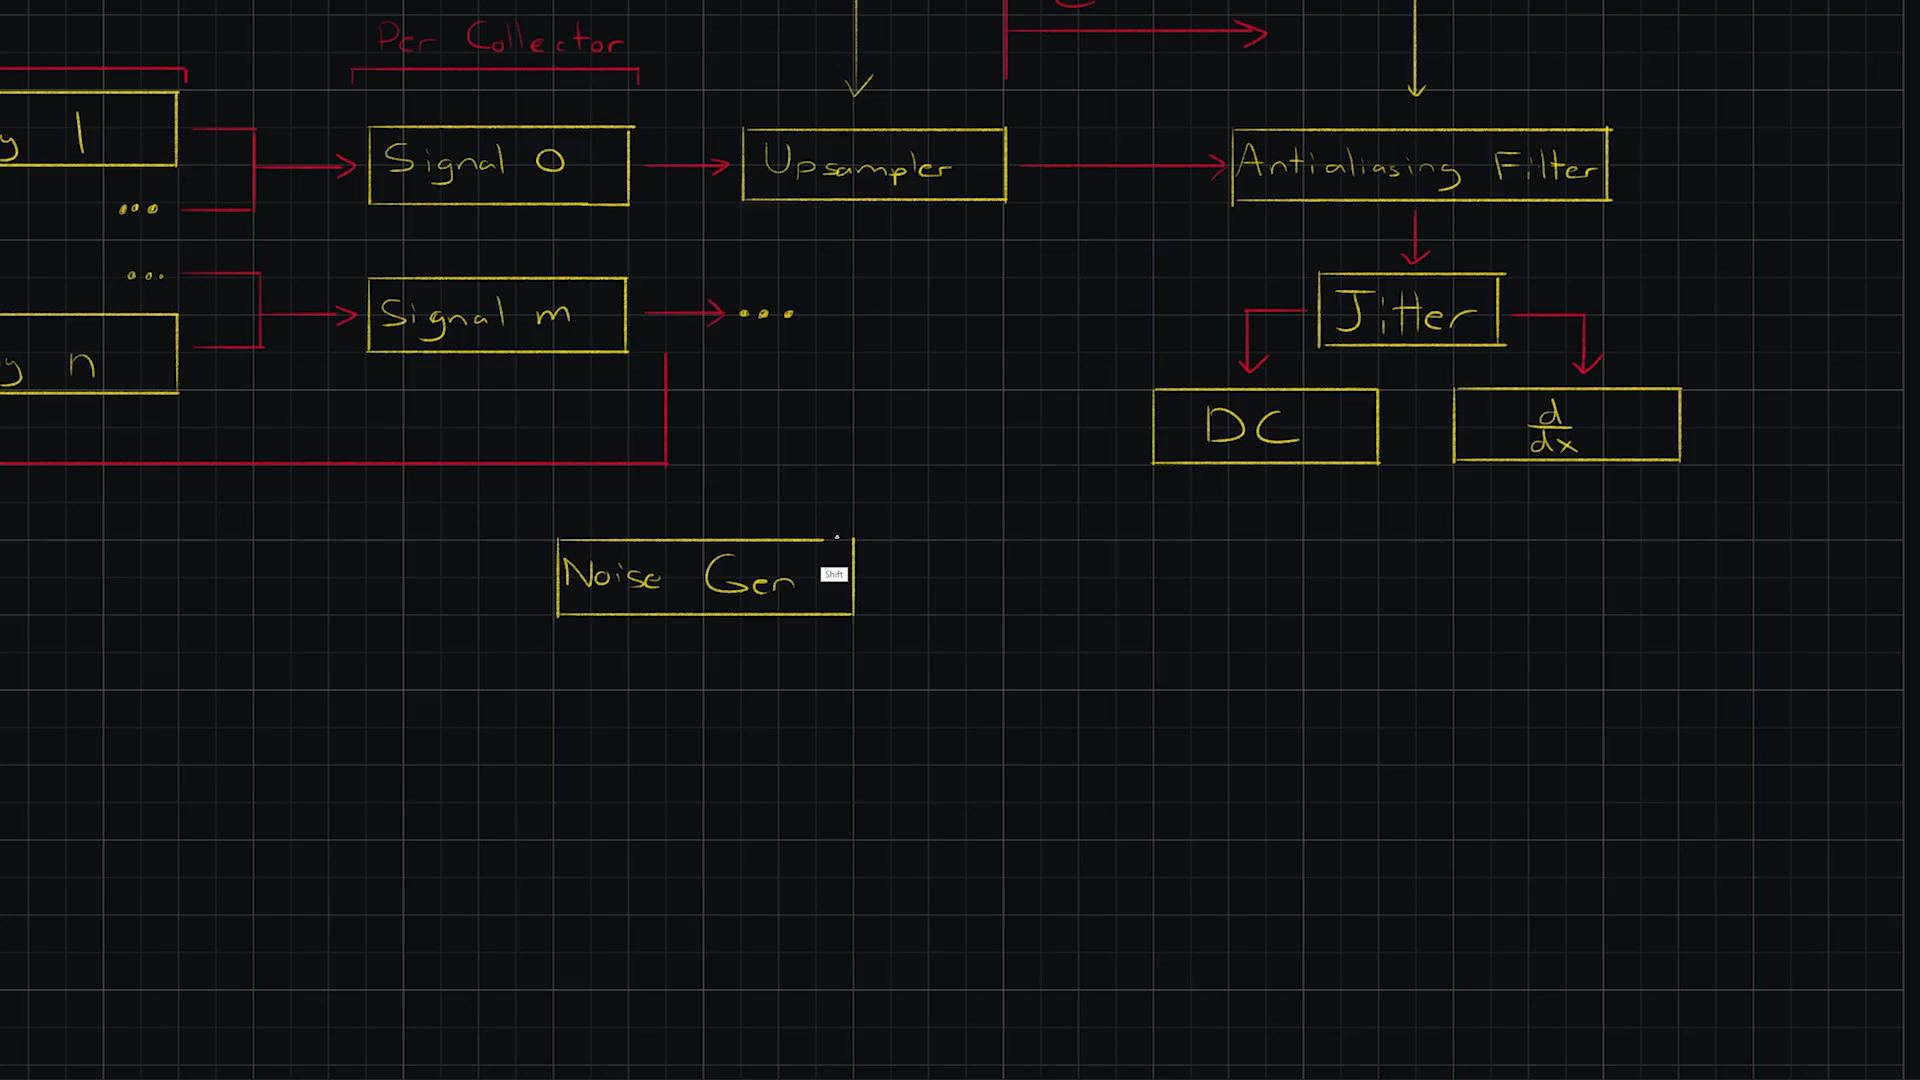 Per Collector
y 1
...
Signal 0
Upsampler
Antialiasing Filter
...
Signal m
...
Jitter
y n
DC
d
dx
Noise Gen
Shift